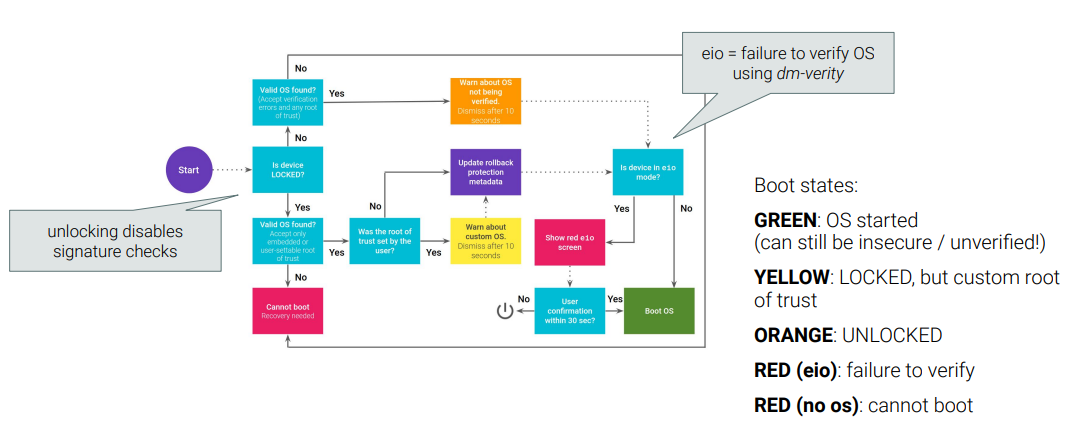 eio = failure to verify OS
using dm-verity
No
Valid OS found?
(Accept verification
errors and any root
of trust)
Yes
Warn about OS
not being
verified.
Dismiss after 10
seconds
No
Start
Is device
LOCKED?
Update rollback
protection
metadata
Is device in eio
mode?
Yes
No
Yes
No
unlocking disables
signature checks
Valid OS found?
Accept only
embedded or
user-settable root
of trust
Yes
Was the root of
trust set by the
user?
Yes
Warn about
custom OS.
Dismiss after 10
seconds
Show red eio
screen
No
Cannot boot
Recovery needed
No
User
confirmation
within 30 sec?
Yes
Boot OS
Boot states:
GREEN: OS started
(can still be insecure / unverified!)
YELLOW: LOCKED, but custom root
of trust
ORANGE: UNLOCKED
RED (eio): failure to verify
RED (no os): cannot boot